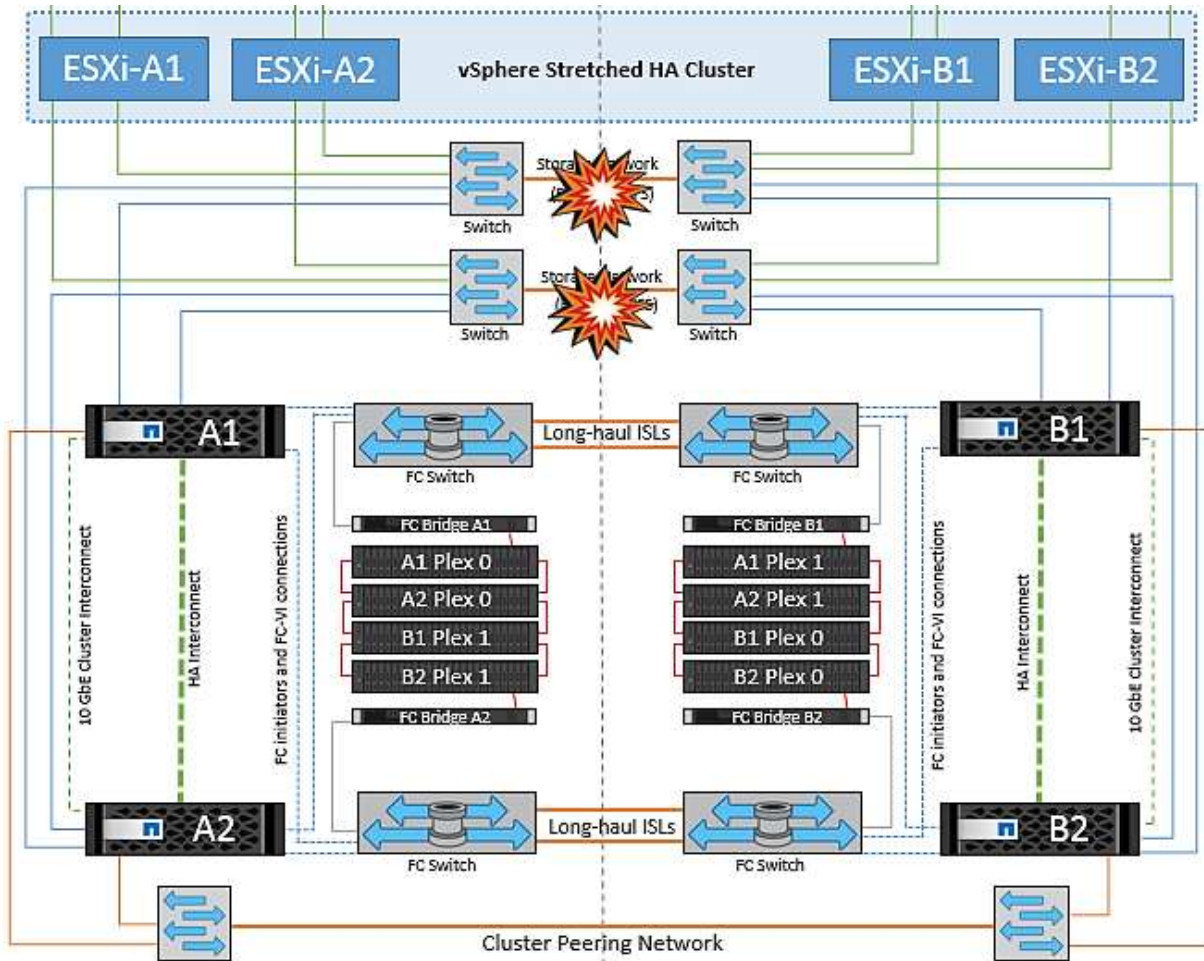 ESXi-A1
ESXi-A2
vSphere Stretched HA Cluster
ESXi-B1
ESXi-B2
Switch
Switch
Switch
Switch
A1
Long-haul ISLs
B1
FC Switch
FC Switch
10 GbE Cluster Interconnect
HA Interconnect
FC initiators and FC-VI connections
FC Bridge A1
A1 Plex 0
A2 Plex 0
B1 Plex 1
B2 Plex 1
FC Bridge A2
FC Bridge B1
A1 Plex 1
A2 Plex 1
B1 Plex 0
B2 Plex 0
FC Bridge B2
FC initiators and FC-VI connections
HA Interconnect
10 GbE Cluster Interconnect
A2
Long-haul ISLs
B2
FC Switch
FC Switch
Cluster Peering Network